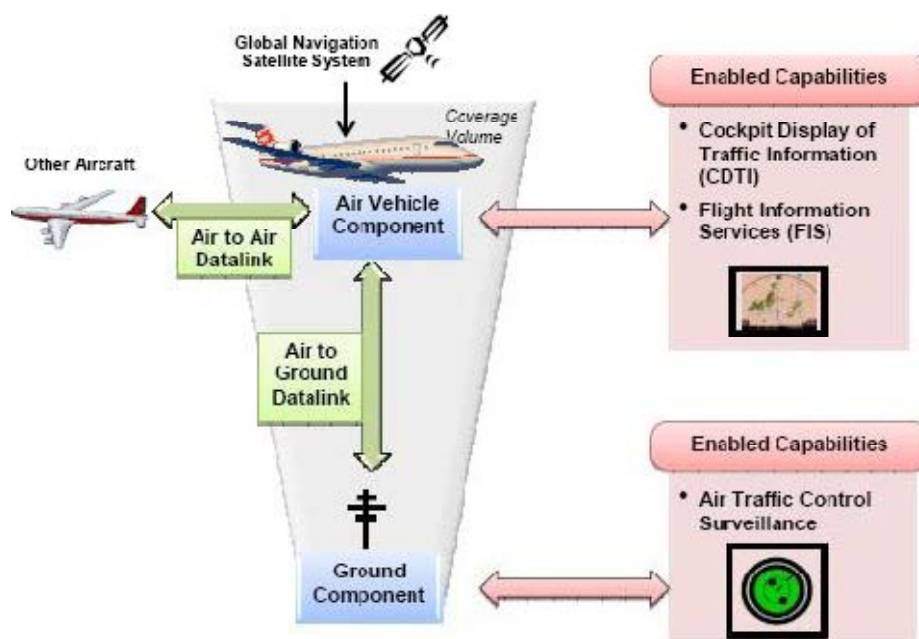 Global Navigation
Satellite System
Coverage
Volume
Other Aircraft
Air to Air
Datalink
Air Vehicle
Component
Air to
Ground
Datalink
Ground
Component
Enabled Capabilities
• Cockpit Display of
Traffic Information
(CDTI)
• Flight Information
Services (FIS)
Enabled Capabilities
• Air Traffic Control
Surveillance